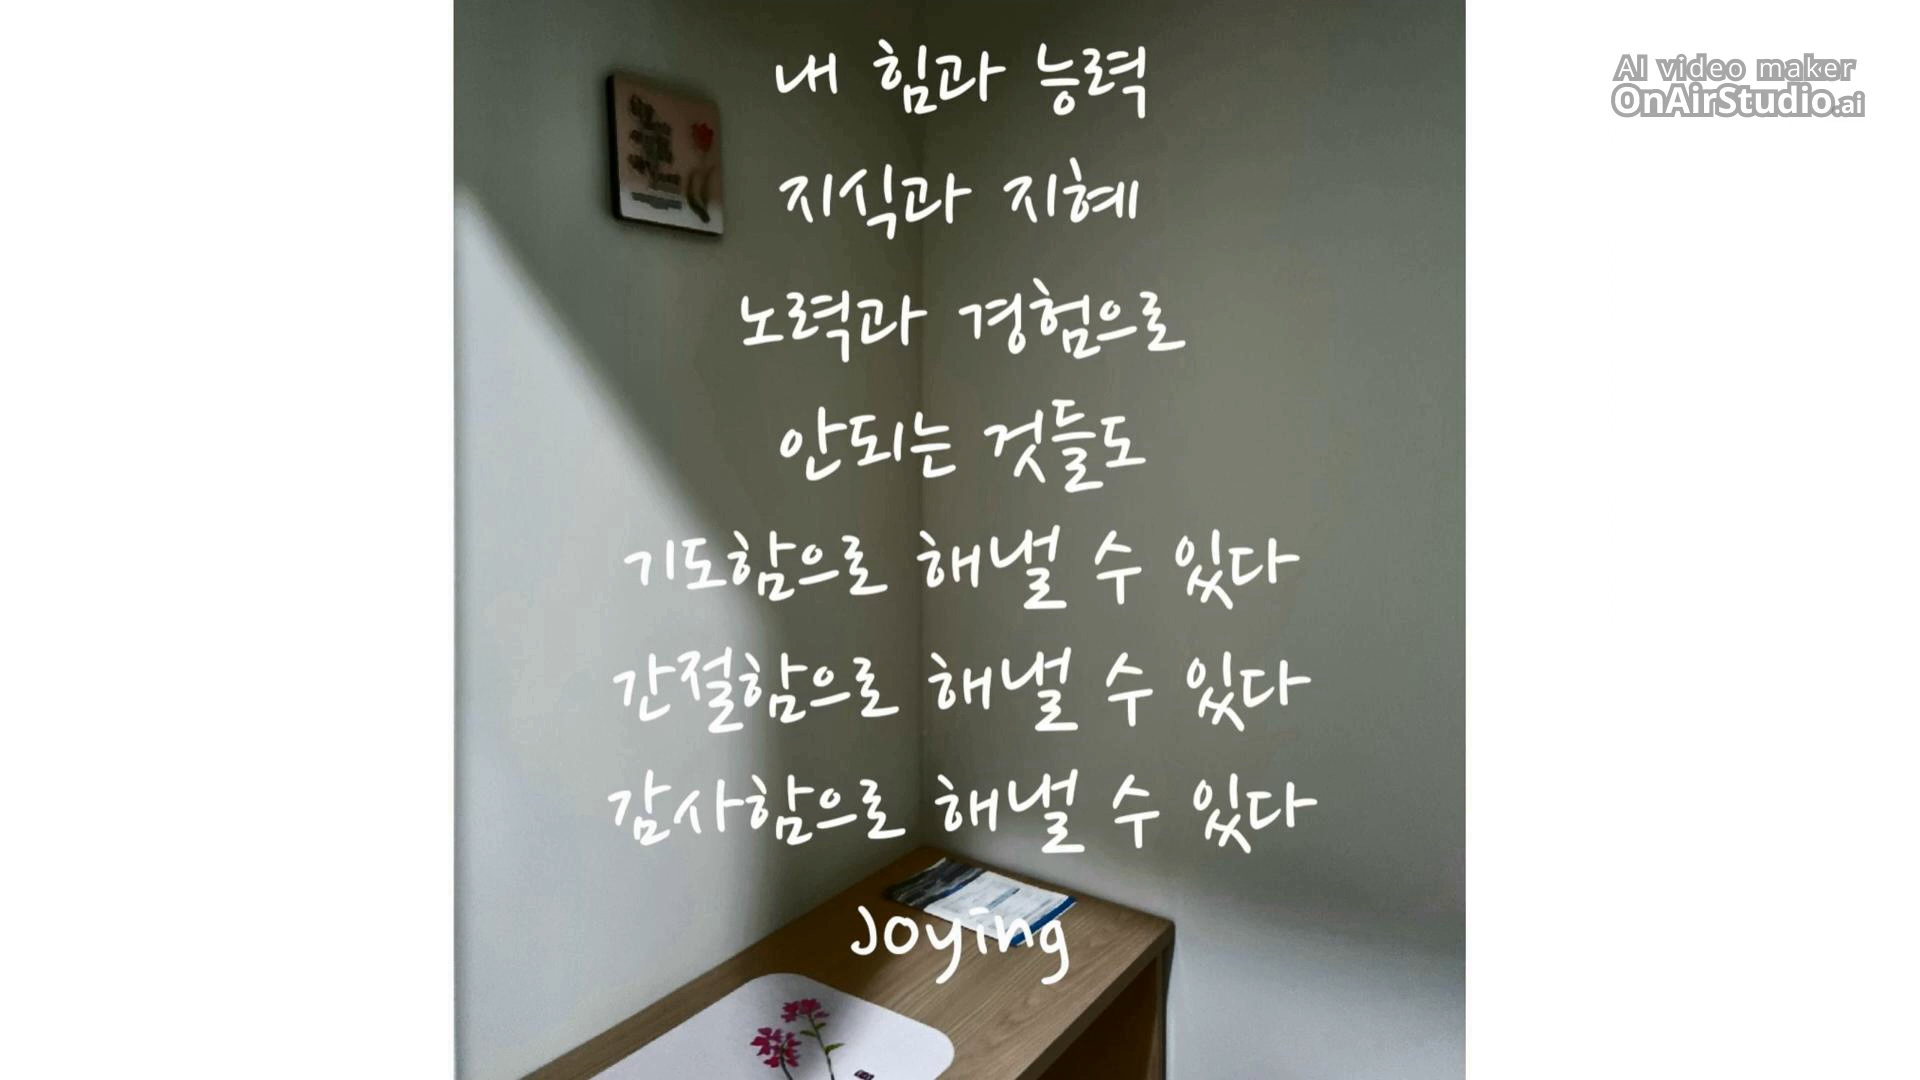 내 힘과 능력
지식과 지혜
노력과 경험으로
안되는 것들도
기도함으로 해낼 수 있다
간절함으로 해낼 수 있다
감사함으로 해낼 수 있다
Joying
AI video maker
OnAirStudio.ai